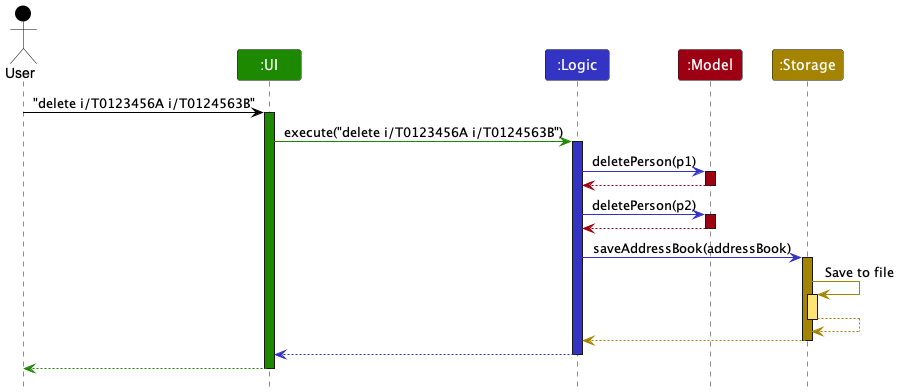 User
:UI
:Logic
:Model
:Storage
"delete i/T0123456A i/T0124563B"
execute("delete i/T0123456A i/T0124563B")
deletePerson(p1)
deletePerson(p2)
saveAddressBook(addressBook)
Save to file